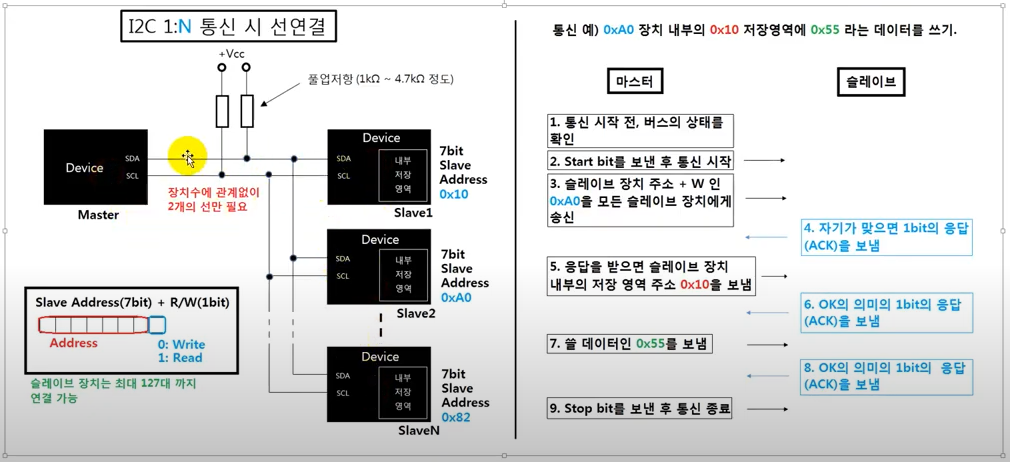 I2C 1:N 통신 시 선연결
+Vcc
풀업저항 (1kΩ ~ 4.7kΩ 정도)
Device
SDA
SCL
Master
장치수에 관계없이
2개의 선만 필요
Device
SDA
SCL
내부
저장
영역
Slave1
7bit
Slave
Address
0x10
Device
SDA
SCL
내부
저장
영역
Slave2
7bit
Slave
Address
0xA0
Device
SDA
SCL
내부
저장
영역
SlaveN
7bit
Slave
Address
0x82
Slave Address(7bit) + R/W(1bit)
Address
0: Write
1: Read
슬레이브 장치는 최대 127대 까지
연결 가능
통신 예) 0xA0 장치 내부의 0x10 저장영역에 0x55 라는 데이터를 쓰기.
마스터
슬레이브
1. 통신 시작 전, 버스의 상태를
확인
2. Start bit를 보낸 후 통신 시작
3. 슬레이브 장치 주소 + W 인
0xA0을 모든 슬레이브 장치에게
송신
4. 자기가 맞으면 1bit의 응답
(ACK)을 보냄
5. 응답을 받으면 슬레이브 장치
내부의 저장 영역 주소 0x10을 보냄
6. OK의 의미의 1bit의 응답
(ACK)을 보냄
7. 쓸 데이터인 0x55를 보냄
8. OK의 의미의 1bit의 응답
(ACK)을 보냄
9. Stop bit를 보낸 후 통신 종료